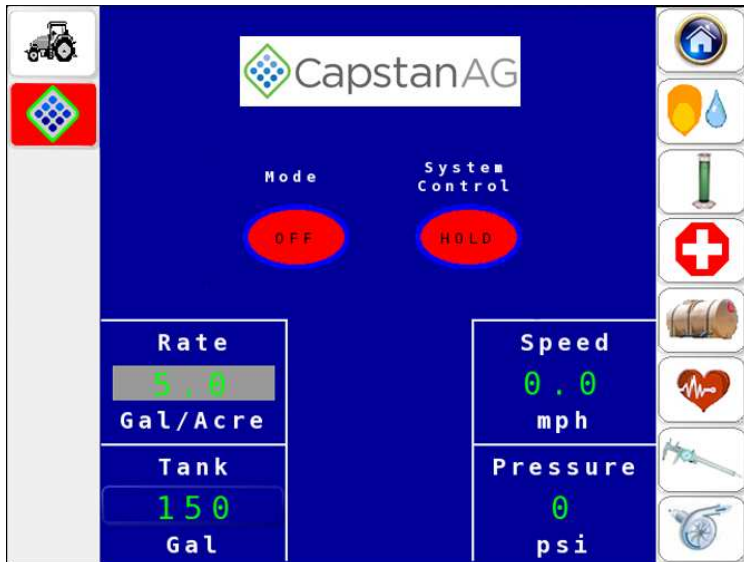 CapstanAG
Mode
System
Control
OFF
HOLD
Rate
5.0
Gal/Acre
Speed
0.0
mph
Tank
150
Gal
Pressure
0
psi